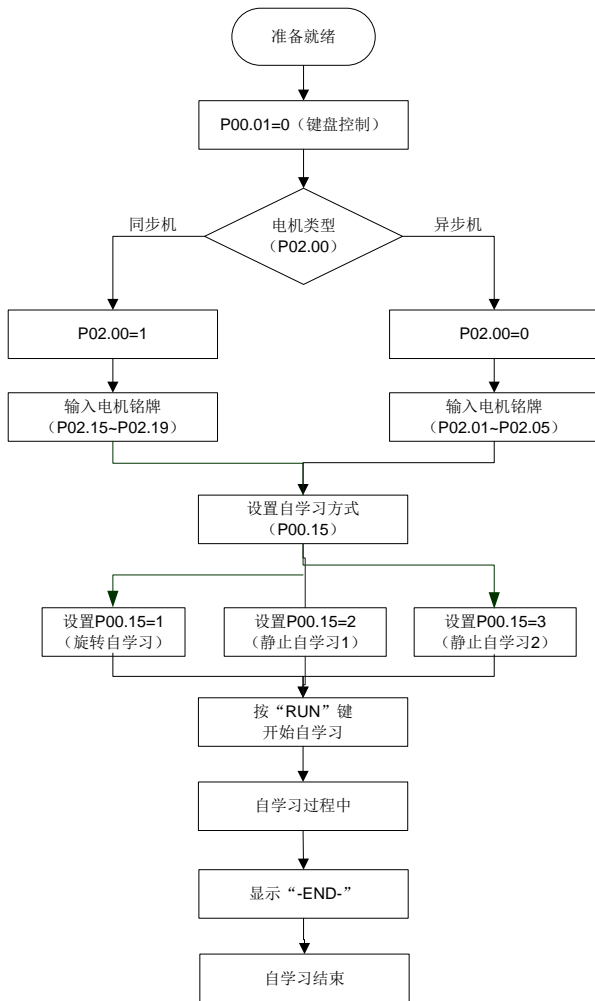 准备就绪
P00.01=0（键盘控制）
同步机
电机类型
（P02.00）
异步机
P02.00=1
P02.00=0
输入电机铭牌
（P02.15~P02.19）
输入电机铭牌
（P02.01~P02.05）
设置自学习方式
（P00.15）
设置P00.15=1
（旋转自学习）
设置P00.15=2
（静止自学习1）
设置P00.15=3
（静止自学习2）
按“RUN”键
开始自学习
自学习过程中
显示“-END-”
自学习结束